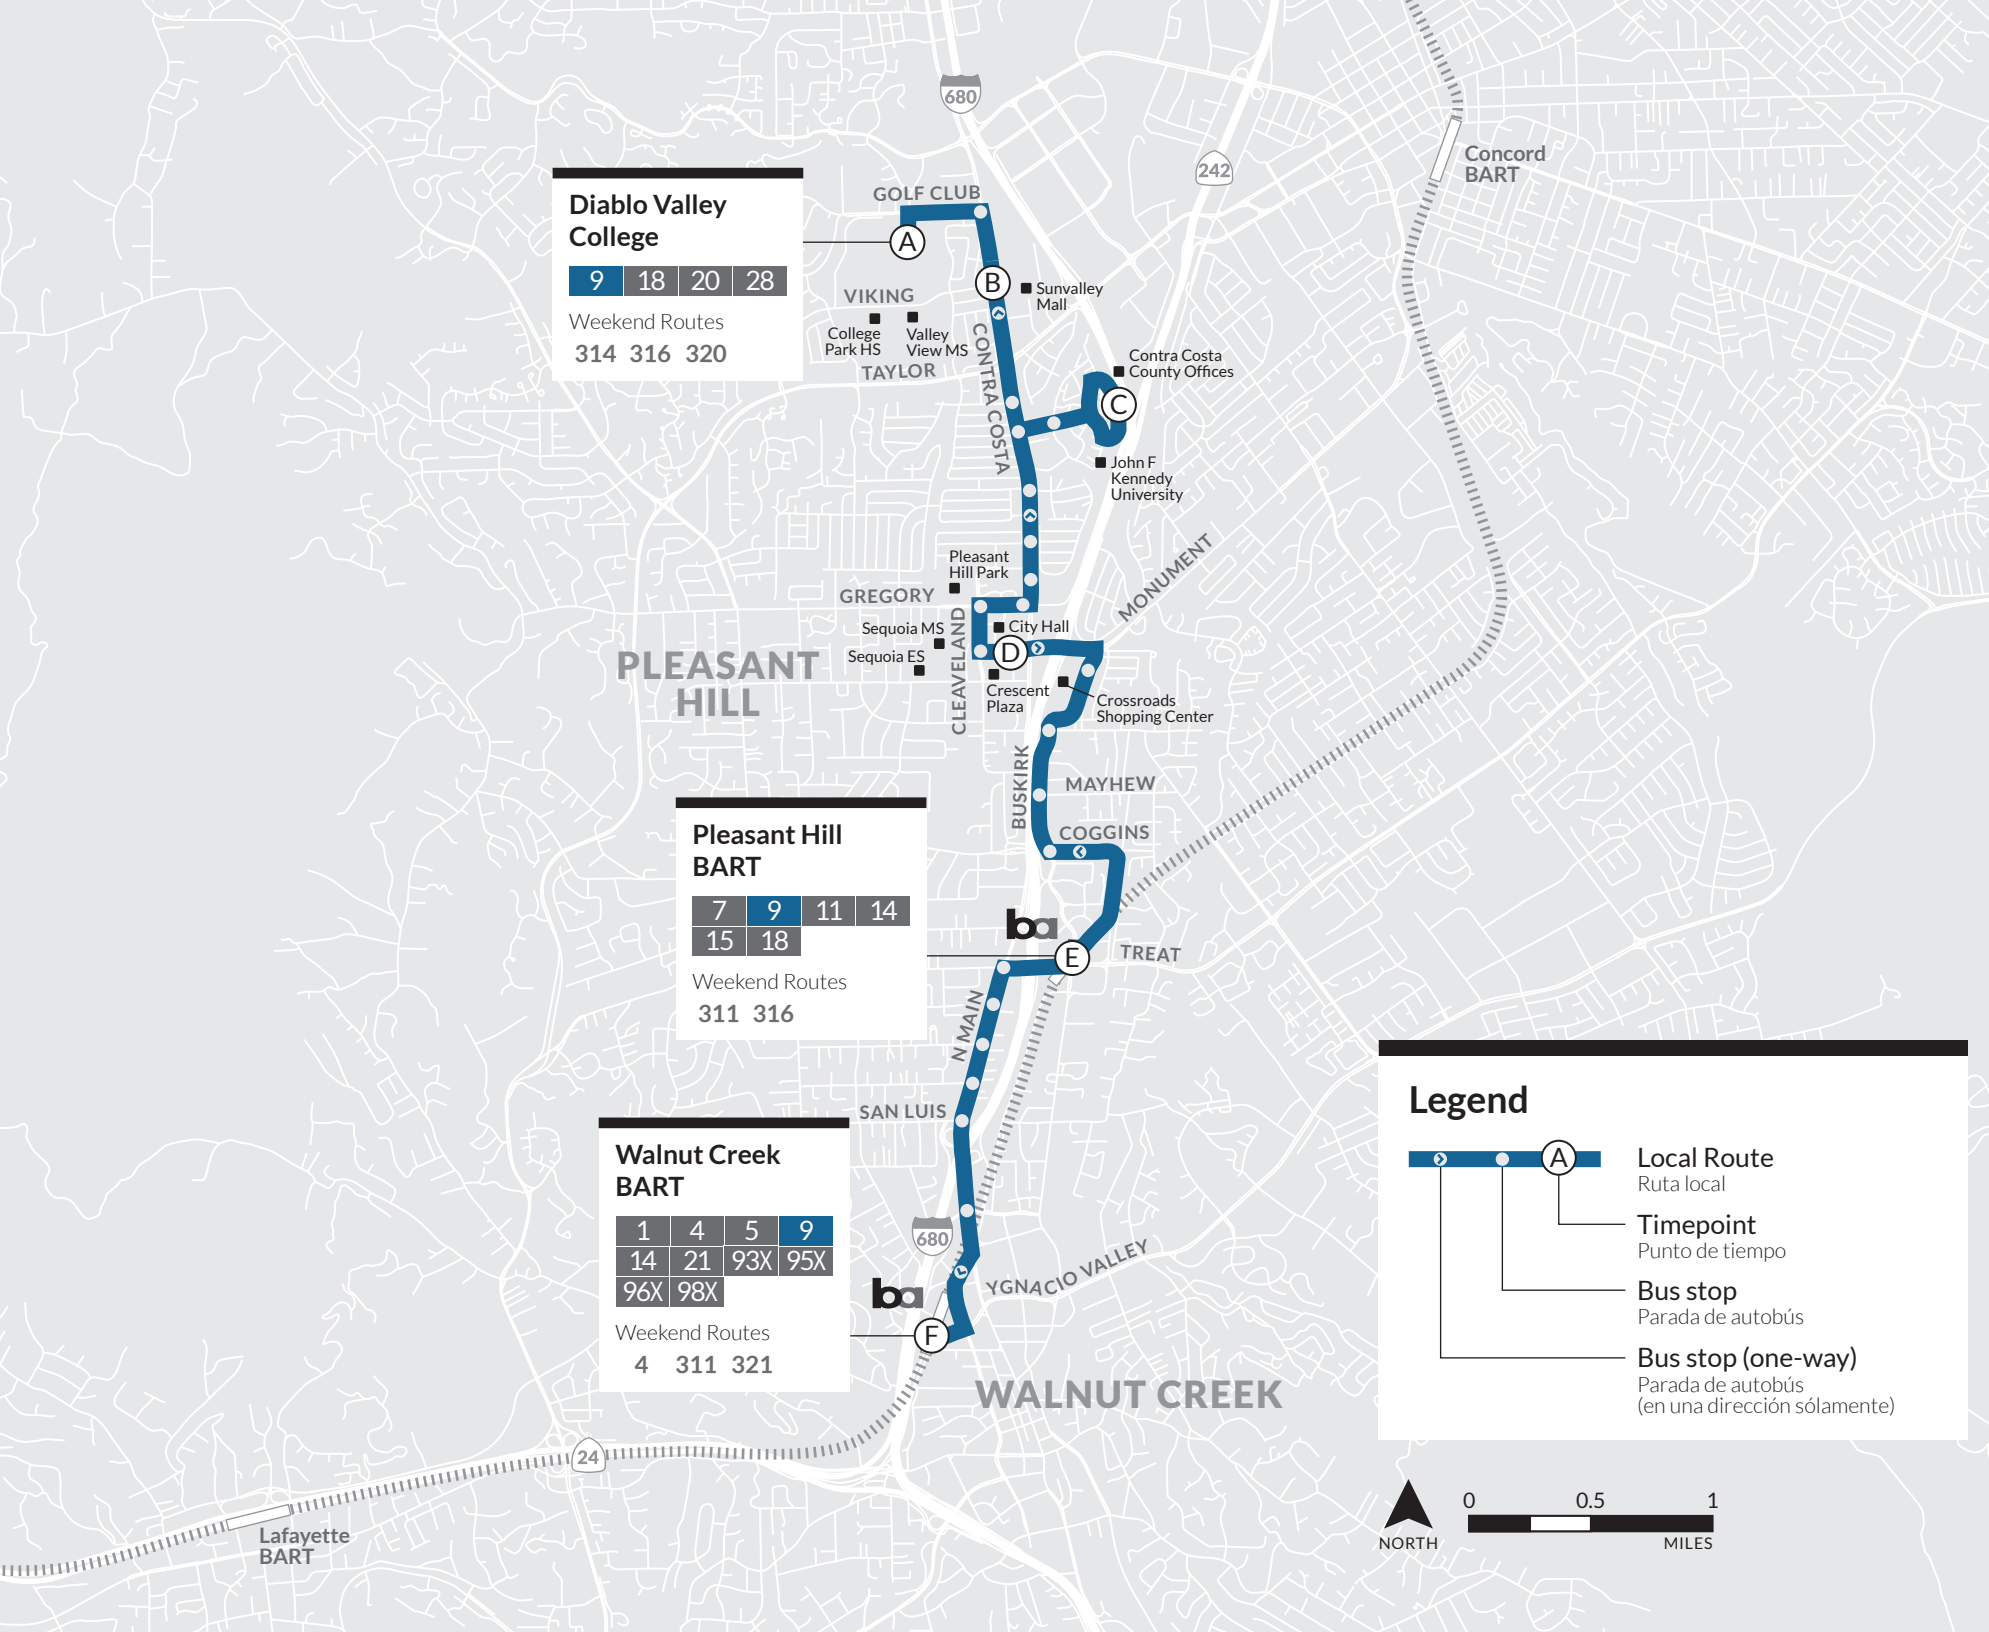 680
242
Concord
BART
Diablo Valley
College
9 18 20 28
Weekend Routes
314 316 320
GOLF CLUB
A
B
Sunvalley
Mall
VIKING
College
Park HS
Valley
View MS
TAYLOR
CONTRA COSTA
Contra Costa
County Offices
C
John F
Kennedy
University
MONUMENT
Pleasant
Hill Park
GREGORY
CLEAVELAND
City Hall
Sequoia MS
Sequoia ES
D
Crescent
Plaza
Crossroads
Shopping Center
PLEASANT
HILL
BUSKIRK
MAYHEW
COGGINS
Pleasant Hill
BART
7 9 11 14
15 18
Weekend Routes
311 316
ba
E
TREAT
N MAIN
SAN LUIS
Walnut Creek
BART
1 4 5 9
14 21 93X 95X
96X 98X
Weekend Routes
4 311 321
680
ba
YGNACIO VALLEY
F
WALNUT CREEK
24
Lafayette
BART
Legend
A
Local Route
Ruta local
Timepoint
Punto de tiempo
Bus stop
Parada de autobús
Bus stop (one-way)
Parada de autobús
(en una dirección sólamente)
NORTH
0 0.5 1
MILES